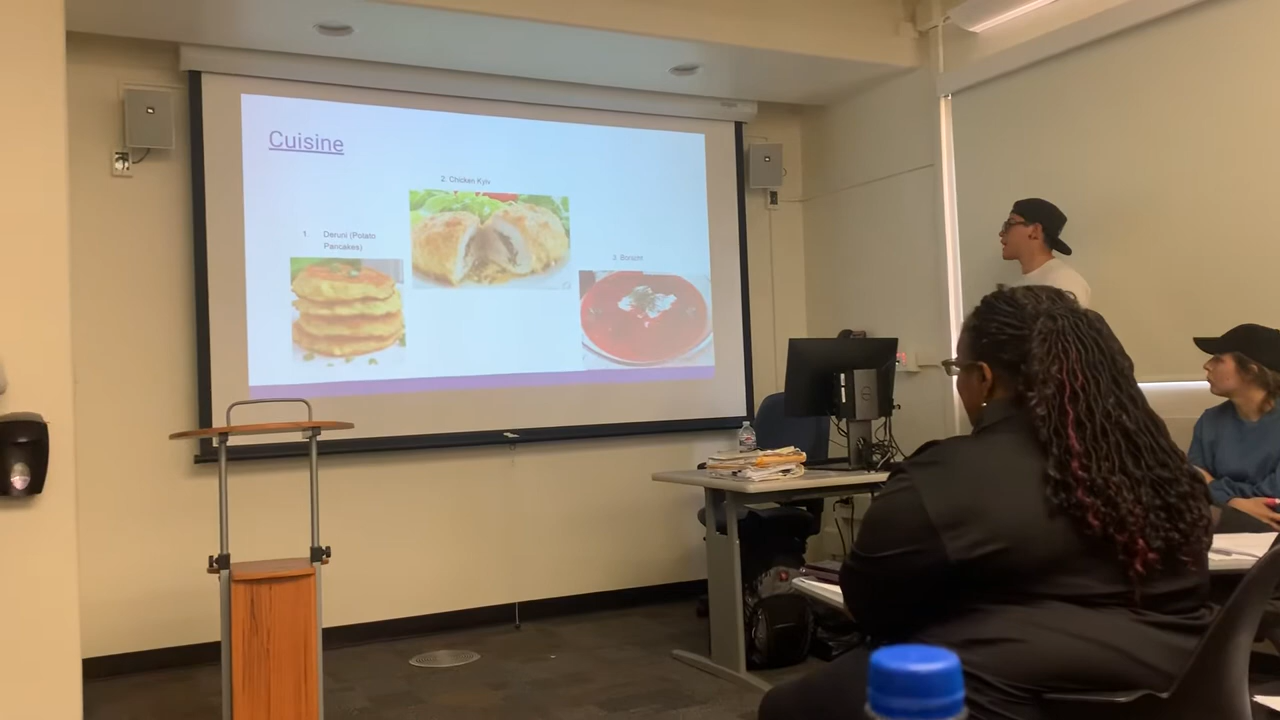 Cuisine
2. Chicken Kyiv
1. Deruni (Potato
Pancakes)
3. Borscht